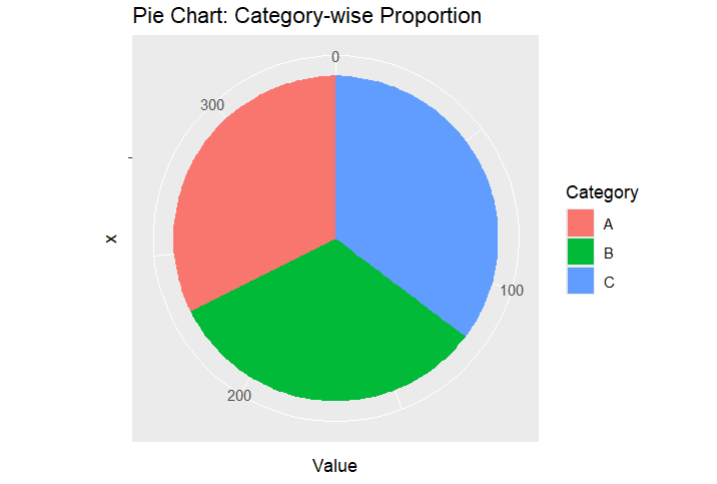 Pie Chart: Category-wise Proportion
0
300
100
200
x
Value
Category
A
B
C